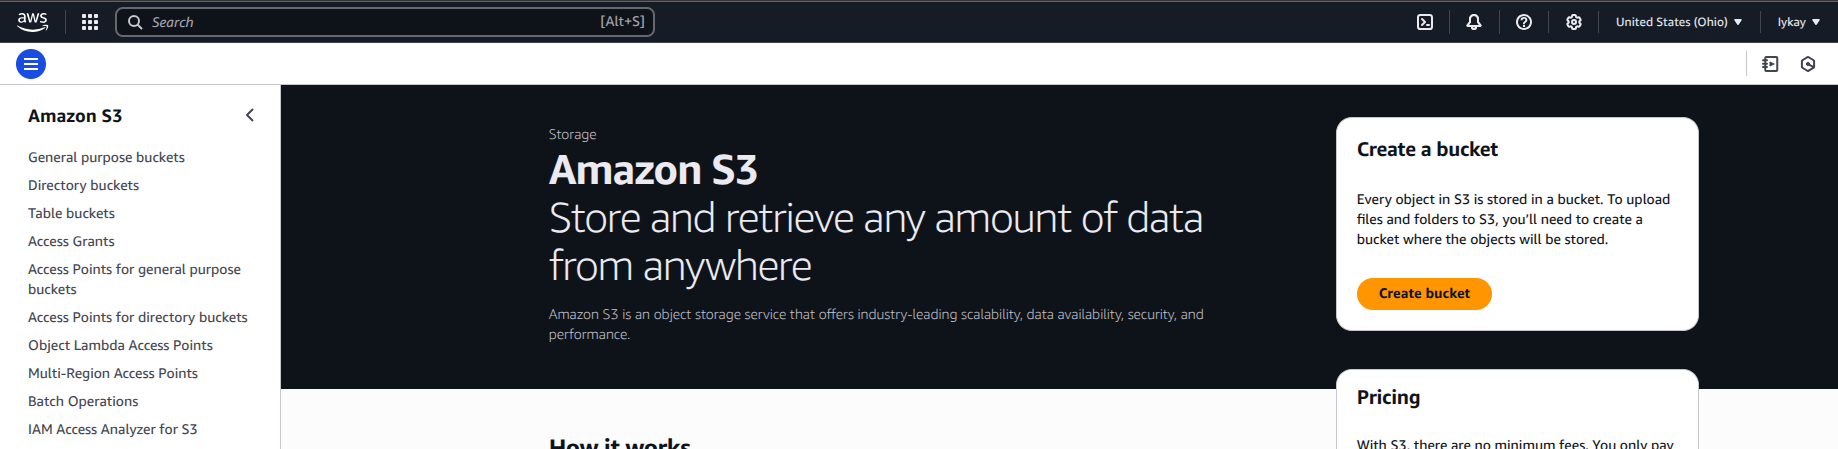 aws
Search
[Alt+S]
United States (Ohio)
lykay
Amazon S3
General purpose buckets
Directory buckets
Table buckets
Access Grants
Access Points for general purpose
buckets
Access Points for directory buckets
Object Lambda Access Points
Multi-Region Access Points
Batch Operations
IAM Access Analyzer for S3
Storage
Amazon S3
Store and retrieve any amount of data
from anywhere
Amazon S3 is an object storage service that offers industry-leading scalability, data availability, security, and
performance.
How it works
Create a bucket
Every object in S3 is stored in a bucket. To upload
files and folders to S3, you'll need to create a
bucket where the objects will be stored.
Create bucket
Pricing
With S3, there are no minimum fees. You only pay